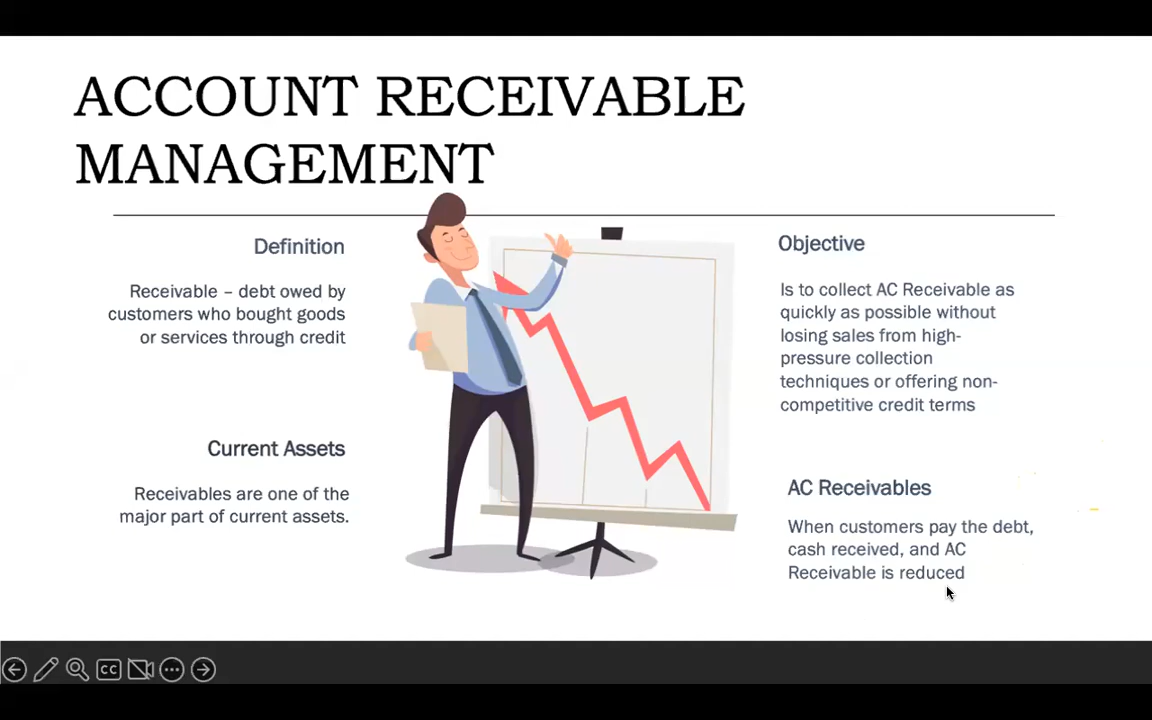 ACCOUNT RECEIVABLE
MANAGEMENT
Definition
Receivable – debt owed by
customers who bought goods
or services through credit
Current Assets
Receivables are one of the
major part of current assets.
Objective
Is to collect AC Receivable as
quickly as possible without
losing sales from high-
pressure collection
techniques or offering non-
competitive credit terms
AC Receivables
When customers pay the debt,
cash received, and AC
Receivable is reduced
CC